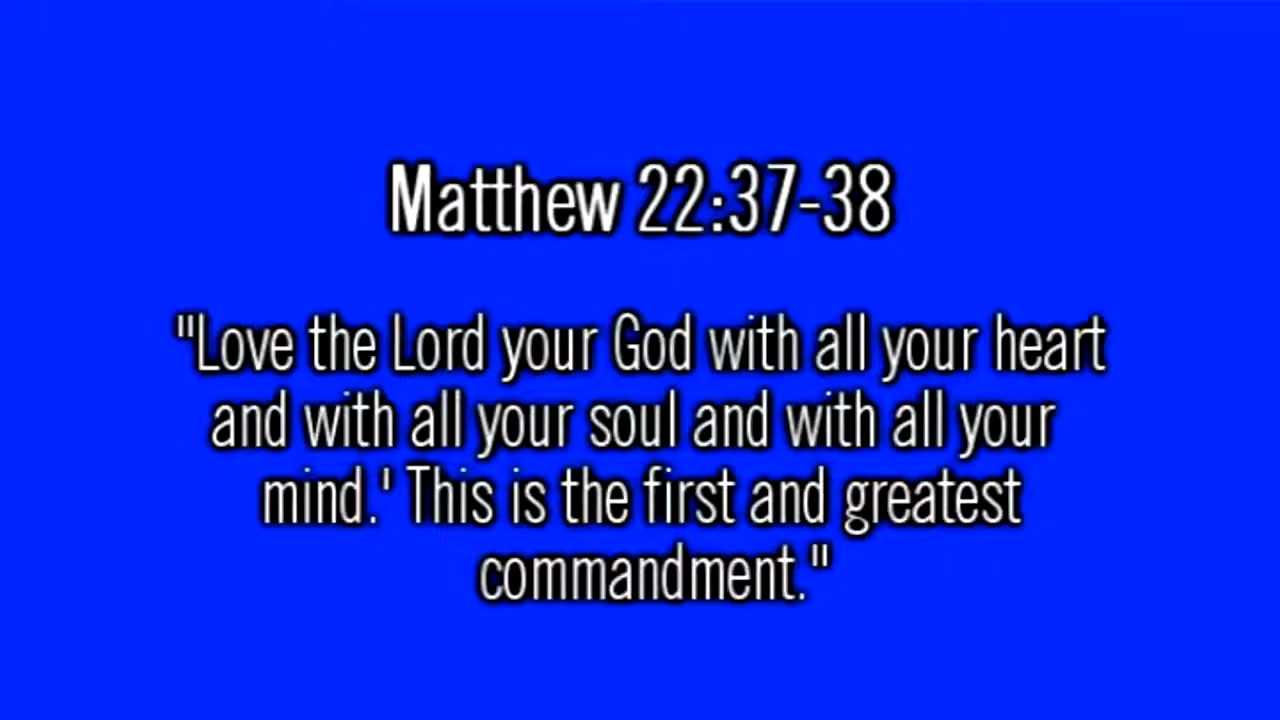 Matthew 22:37-38
"Love the Lord your God with all your heart
and with all your soul and with all your
mind.' This is the first and greatest
commandment."